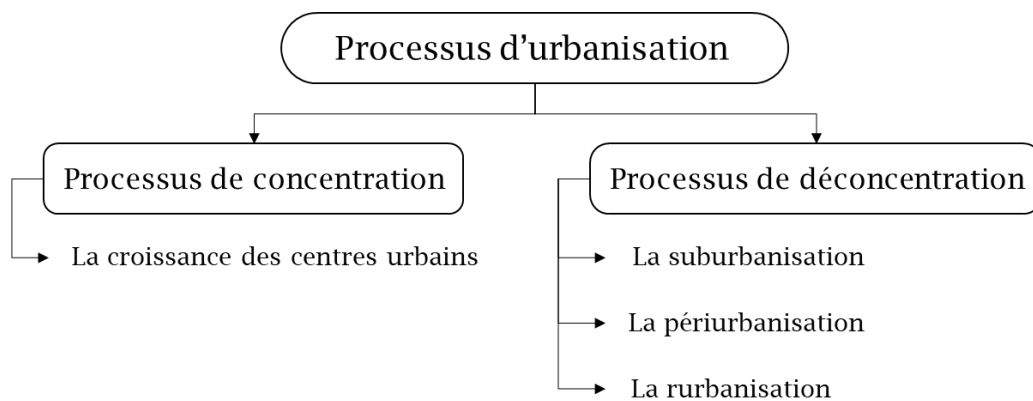 Processus d'urbanisation
Processus de concentration
Processus de déconcentration
La croissance des centres urbains
La suburbanisation
La périurbanisation
La rurbanisation